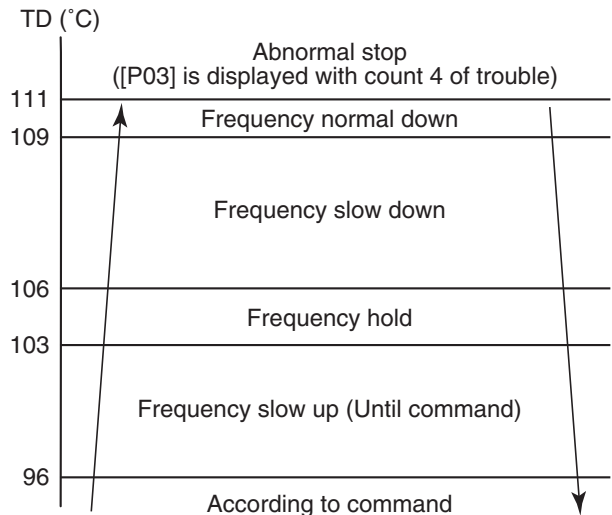 TD (˚C)
Abnormal stop
([P03] is displayed with count 4 of trouble)
111
Frequency normal down
109
Frequency slow down
106
Frequency hold
103
Frequency slow up (Until command)
96
According to command